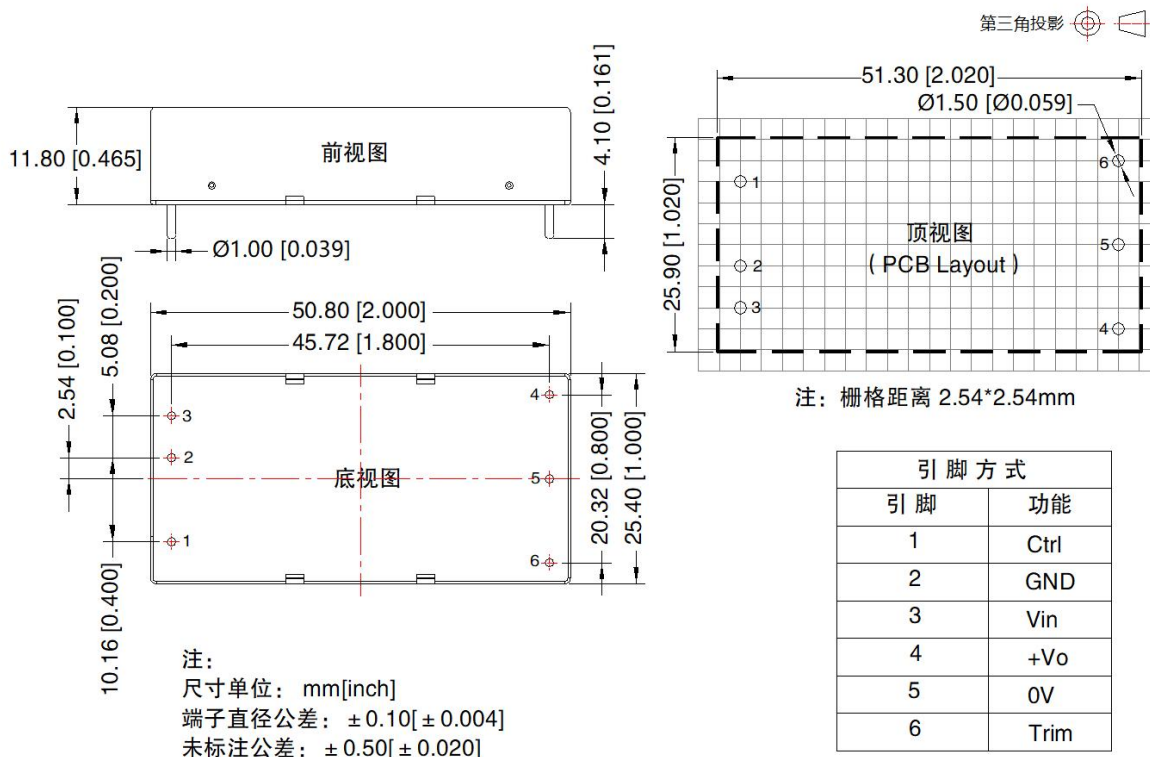 第三角投影
11.80 [0.465]
前视图
4.10 [0.161]
Ø1.00 [0.039]
51.30 [2.020]
Ø1.50 [Ø0.059]
25.90 [1.020]
1
2
3
6
5
4
顶视图
( PCB Layout )
注: 栅格距离 2.54*2.54mm
50.80 [2.000]
45.72 [1.800]
2.54 [0.100]
5.08 [0.200]
10.16 [0.400]
3
2
1
4
5
6
底视图
20.32 [0.800]
25.40 [1.000]
注:
尺寸单位: mm[inch]
端子直径公差: ±0.10[±0.004]
未标注公差: ±0.50[±0.020]
引脚方式
引脚 功能
1 Ctrl
2 GND
3 Vin
4 +Vo
5 0V
6 Trim